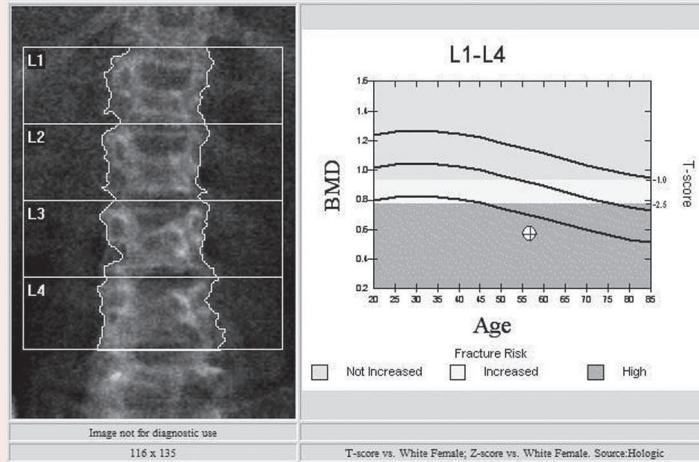 L1
L2
L3
L4
Image not for diagnostic use
116 x 135
L1-L4
BMD
1.6
1.4
1.2
1.0
0.8
0.6
0.4
0.2
-1.0
-2.5
T-score
20 25 30 35 40 45 50 55 60 65 70 75 80 85
Age
Fracture Risk
Not Increased Increased High
T-score vs. White Female; Z-score vs. White Female. Source:Hologic